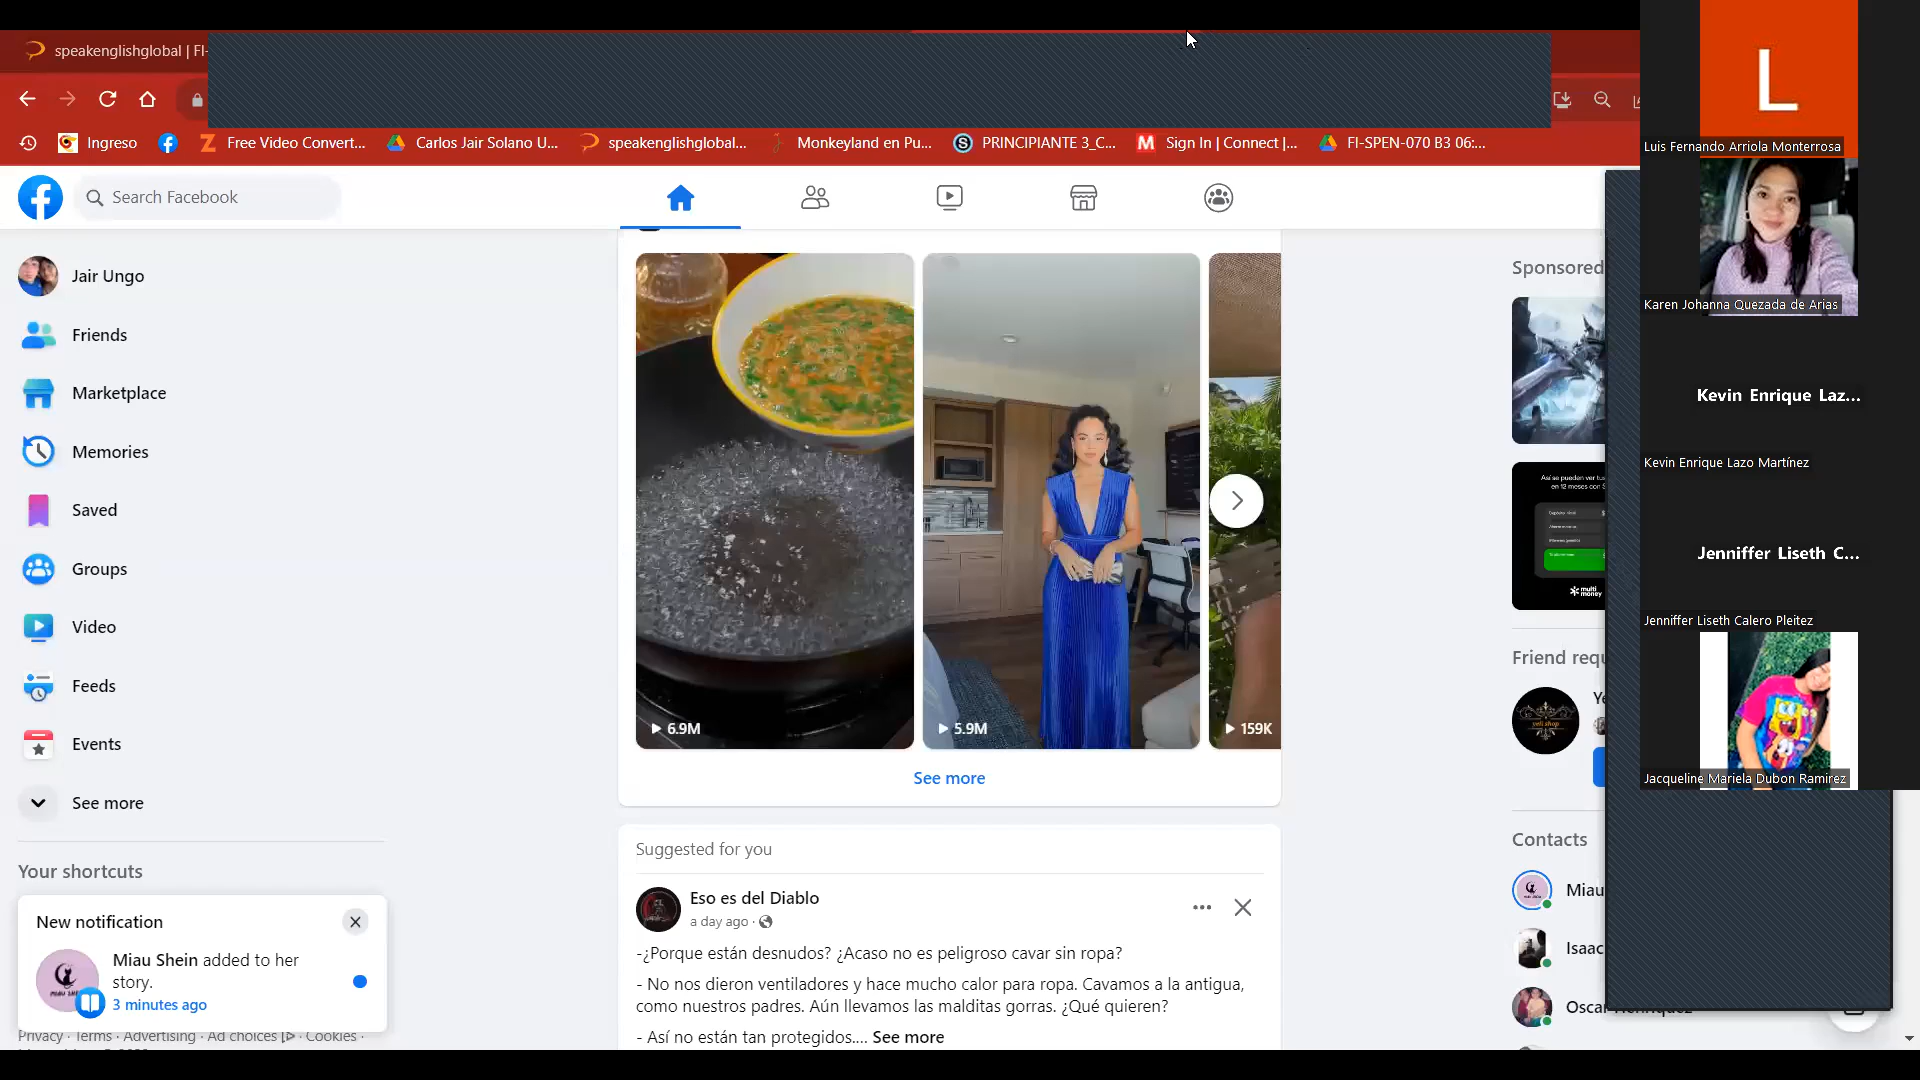 speakenglishglobal | FI-
Ingreso
Free Video Convert...
Carlos Jair Solano U...
speakenglishglobal...
Monkeyland en Pu...
PRINCIPIANTE 3_C...
Sign In | Connect |...
FI-SPEN-070 B3 06:...
Search Facebook
Jair Ungo
Friends
Marketplace
Memories
Saved
Groups
Video
Feeds
Events
See more
Your shortcuts
New notification
Miau Shein added to her
story.
3 minutes ago
Privacy · Terms · Advertising · Ad choices · Cookies ·
6.9M
5.9M
159K
See more
Suggested for you
Eso es del Diablo
a day ago ·
-¿Porque están desnudos? ¿Acaso no es peligroso cavar sin ropa?
- No nos dieron ventiladores y hace mucho calor para ropa. Cavamos a la antigua,
como nuestros padres. Aún llevamos las malditas gorras. ¿Qué quieren?
- Así no están tan protegidos.... See more
Sponsored
multi
money
Friend requ
yeli shop
Contacts
Miau
Isaac
Oscar Henriquez
L
Luis Fernando Arriola Monterrosa
Karen Johanna Quezada de Arias
Kevin Enrique Laz...
Kevin Enrique Lazo Martínez
Jenniffer Liseth C...
Jenniffer Liseth Calero Pleitez
Jacqueline Mariela Dubon Ramirez